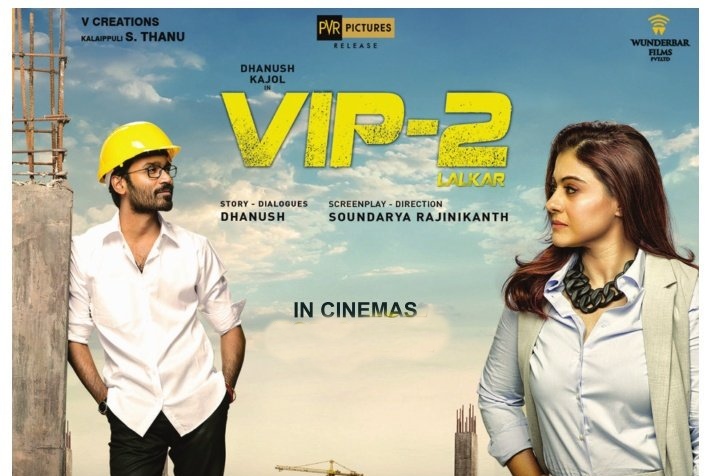 V CREATIONS
KALAIPPULI S. THANU
PVR PICTURES
RELEASE
WUNDERBAR
FILMS
PVT LTD
DHANUSH
KAJOL
IN
VIP-2
LALKAR
STORY - DIALOGUES
DHANUSH
SCREENPLAY - DIRECTION
SOUNDARYA RAJINIKANTH
IN CINEMAS